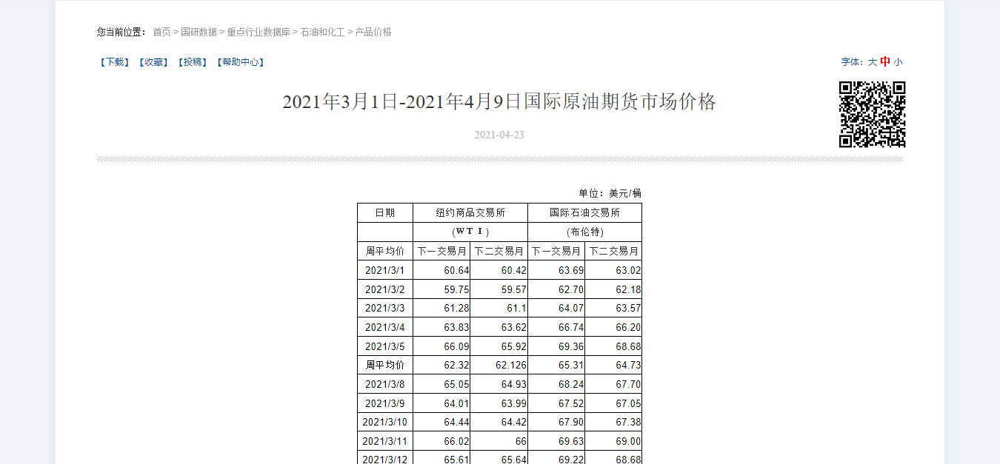 您当前位置： 首页 > 国研数据 > 重点行业数据库 > 石油和化工 > 产品价格
【下载】 【收藏】 【投稿】 【帮助中心】 字体：大 中 小
2021年3月1日-2021年4月9日国际原油期货市场价格
2021-04-23
单位：美元/桶
日期 纽约商品交易所 国际石油交易所
(WTI) (布伦特)
周平均价 下一交易月 下二交易月 下一交易月 下二交易月
2021/3/1 60.64 60.42 63.69 63.02
2021/3/2 59.75 59.57 62.70 62.18
2021/3/3 61.28 61.1 64.07 63.57
2021/3/4 63.83 63.62 66.74 66.20
2021/3/5 66.09 65.92 69.36 68.68
周平均价 62.32 62.126 65.31 64.73
2021/3/8 65.05 64.93 68.24 67.70
2021/3/9 64.01 63.99 67.52 67.05
2021/3/10 64.44 64.42 67.90 67.38
2021/3/11 66.02 66 69.63 69.00
2021/3/12 65.61 65.64 69.22 68.68